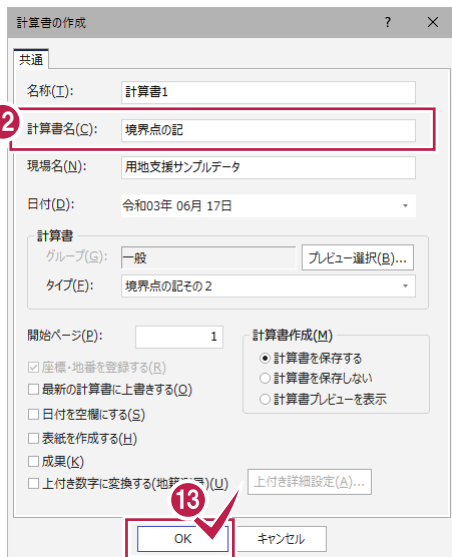 計算書の作成 ? ×
共通
名称(T): 計算書1
2 計算書名(C): 境界点の記
現場名(N): 用地支援サンプルデータ
日付(D): 令和03年 06月 17日
計算書
グループ(G): 一般 プレビュー選択(B)...
タイプ(F): 境界点の記その2
開始ページ(P): 1
計算書作成(M)
計算書を保存する
計算書を保存しない
計算書プレビューを表示
座標・地番を登録する(R)
最新の計算書に上書きする(O)
日付を空欄にする(S)
表紙を作成する(H)
成果(K)
上付き数字に変換する(地籍)(U) 上付き詳細設定(A)...
13
OK キャンセル